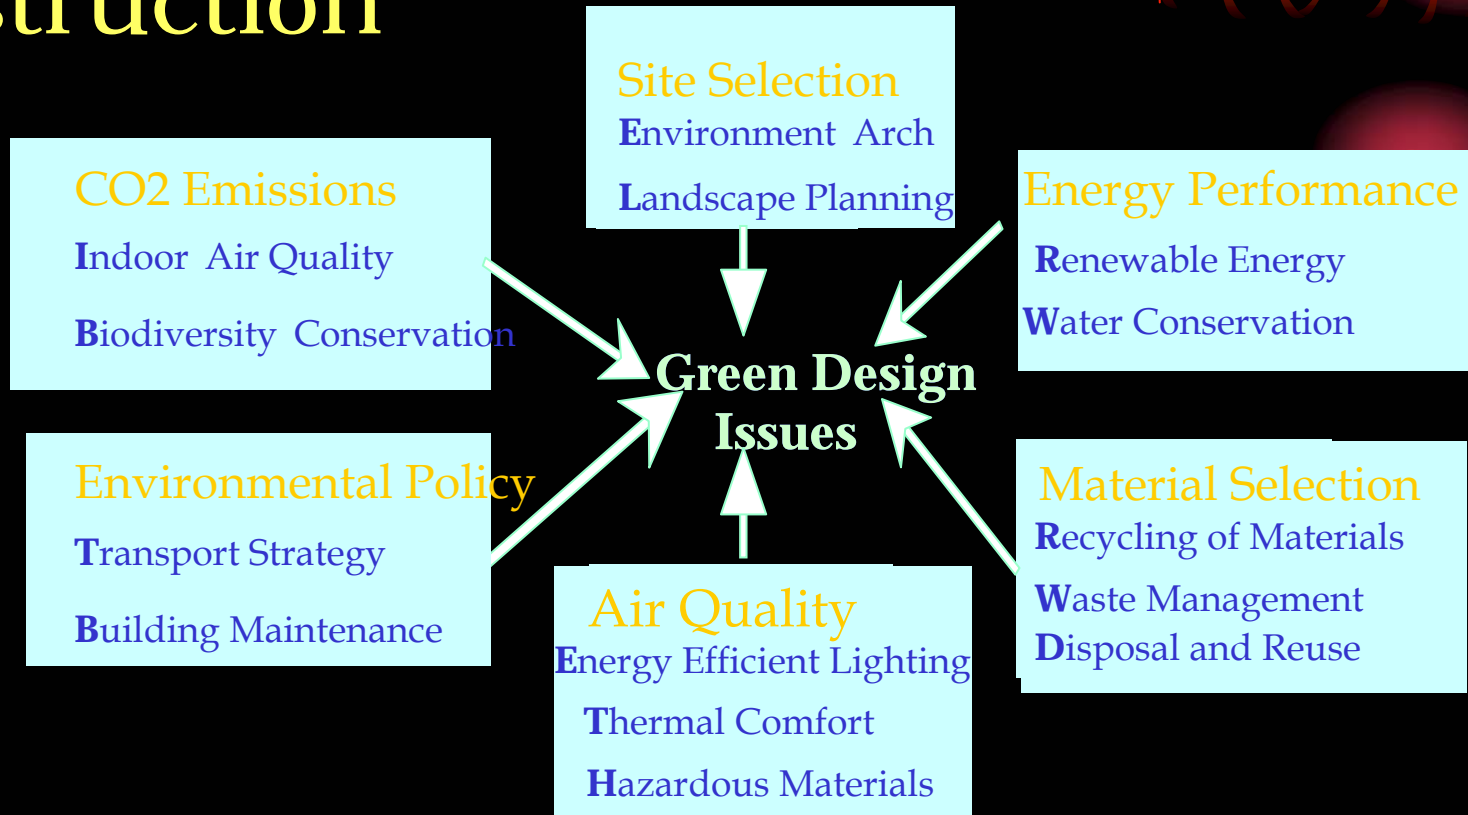 struction
Site Selection
Environment Arch
Landscape Planning
CO2 Emissions
Indoor Air Quality
Biodiversity Conservation
Energy Performance
Renewable Energy
Water Conservation
Green Design
Issues
Environmental Policy
Transport Strategy
Building Maintenance
Air Quality
Energy Efficient Lighting
Thermal Comfort
Hazardous Materials
Material Selection
Recycling of Materials
Waste Management
Disposal and Reuse